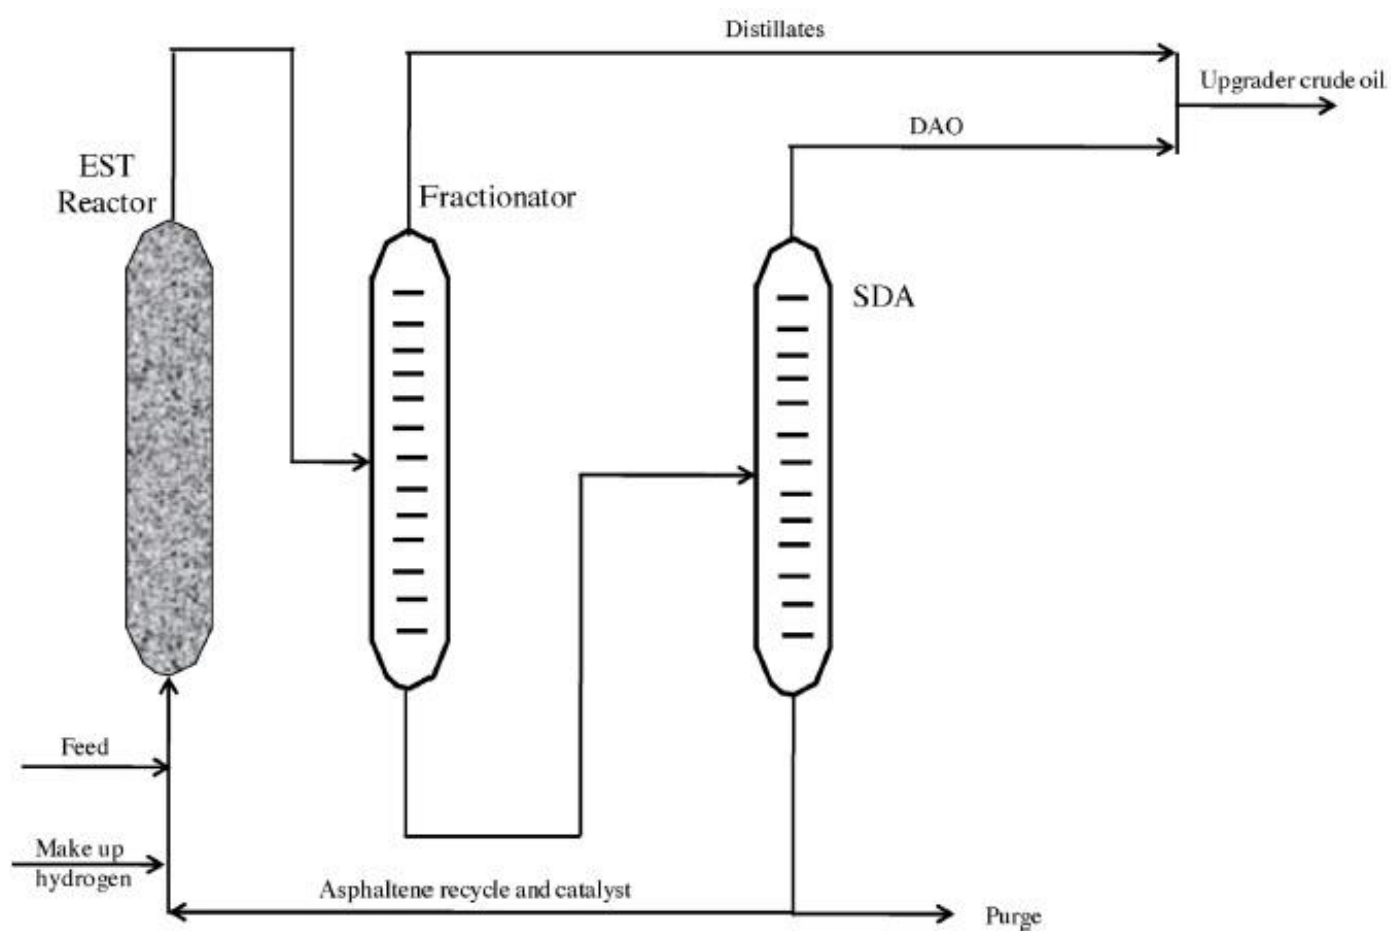 Distillates
Upgrader crude oil
DAO
EST
Reactor
Fractionator
SDA
Feed
Make up
hydrogen
Asphaltene recycle and catalyst
Purge